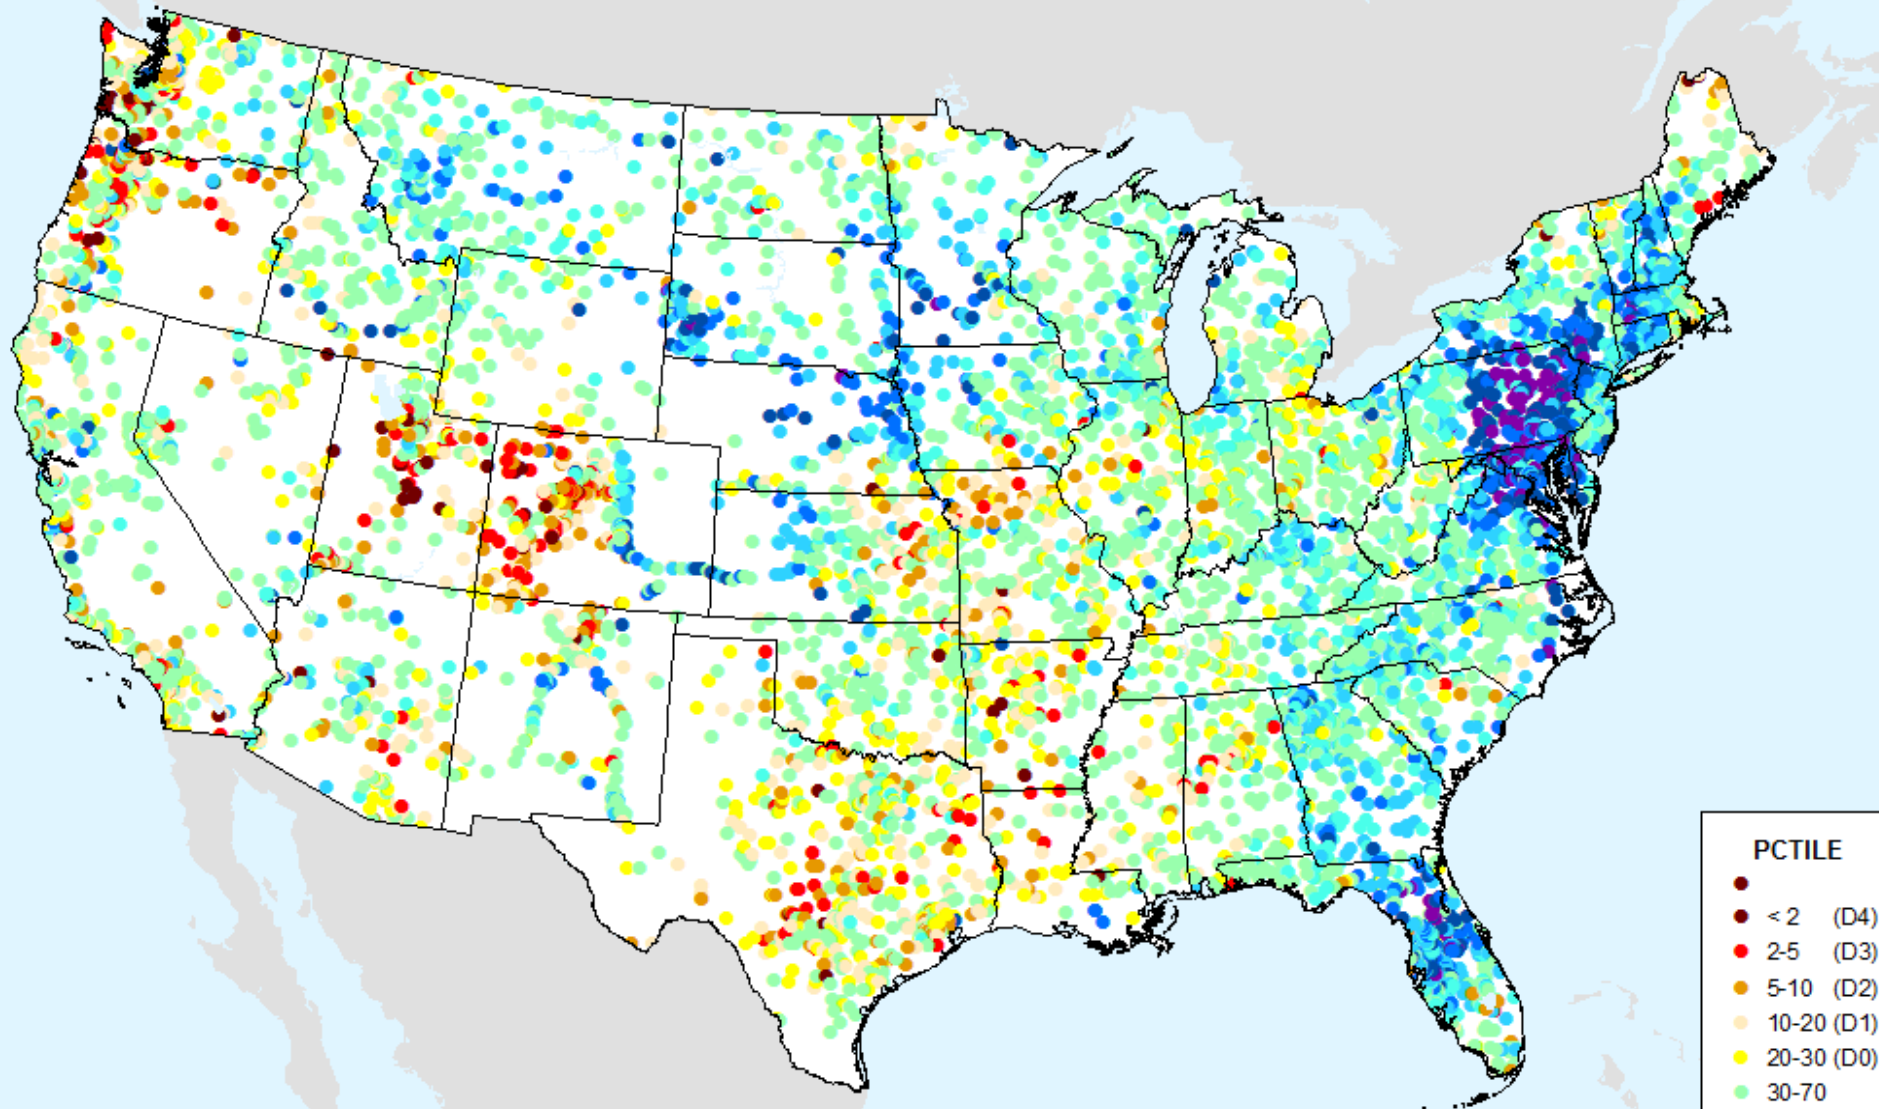 PCTILE
< 2 (D4)
2-5 (D3)
5-10 (D2)
10-20 (D1)
20-30 (D0)
30-70